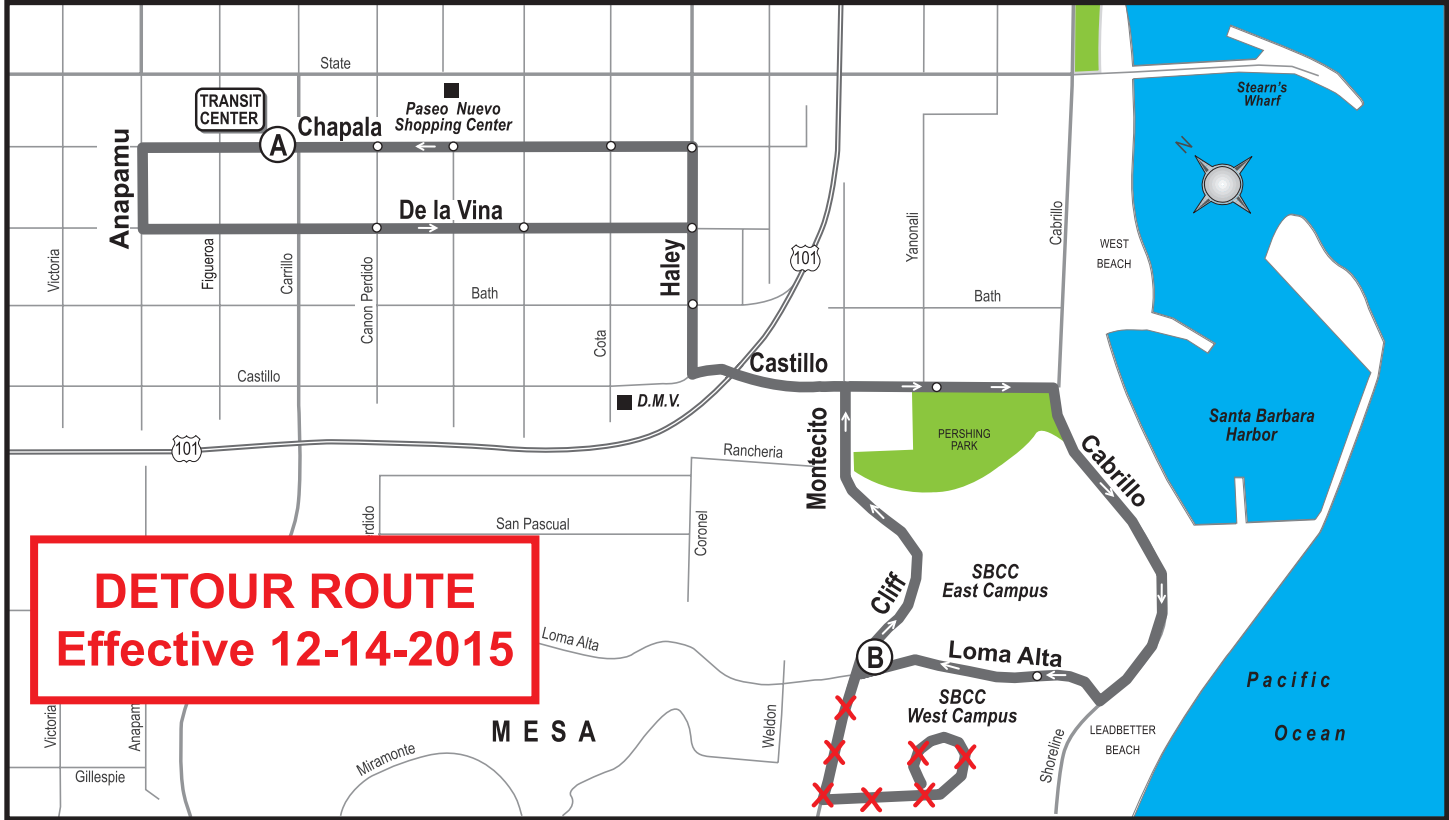 State
TRANSIT
CENTER
A
Chapala
Paseo Nuevo
Shopping Center
Stearn's
Wharf
N
Anapamu
De la Vina
Haley
Victoria
Figueroa
Carrillo
Canon Perdido
Bath
Cota
101
Yanonali
Cabrillo
WEST
BEACH
Bath
Castillo
Castillo
D.M.V.
101
Rancheria
Montecito
PERSHING
PARK
Cabrillo
Santa Barbara
Harbor
rdido
San Pascual
Coronel
DETOUR ROUTE
Effective 12-14-2015
Loma Alta
Cliff
SBCC
East Campus
B
Loma Alta
SBCC
West Campus
Pacific
Ocean
Victoria
Anapam
MESA
Weldon
Shoreline
LEADBETTER
BEACH
Gillespie
Miramonte